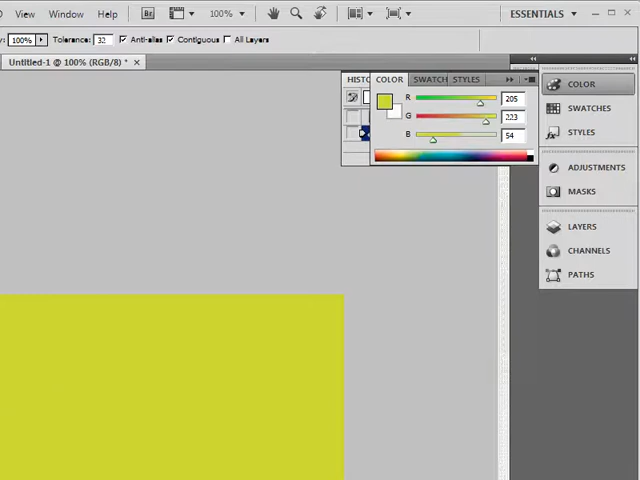 View Window Help Br 100% ESSENTIALS
100% Tolerance: 32 Anti-alias Contiguous All Layers
Untitled-1 @ 100% (RGB/8) *
COLOR SWATCH STYLES
R 205
G 223
B 54
COLOR
SWATCHES
STYLES
ADJUSTMENTS
MASKS
LAYERS
CHANNELS
PATHS